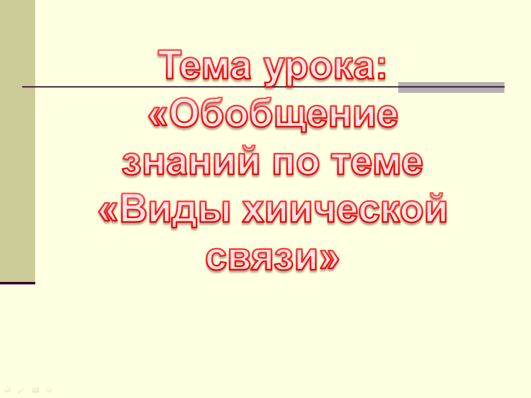 Тема урока:
«Обобщение
знаний по теме
«Виды хиической
связи»